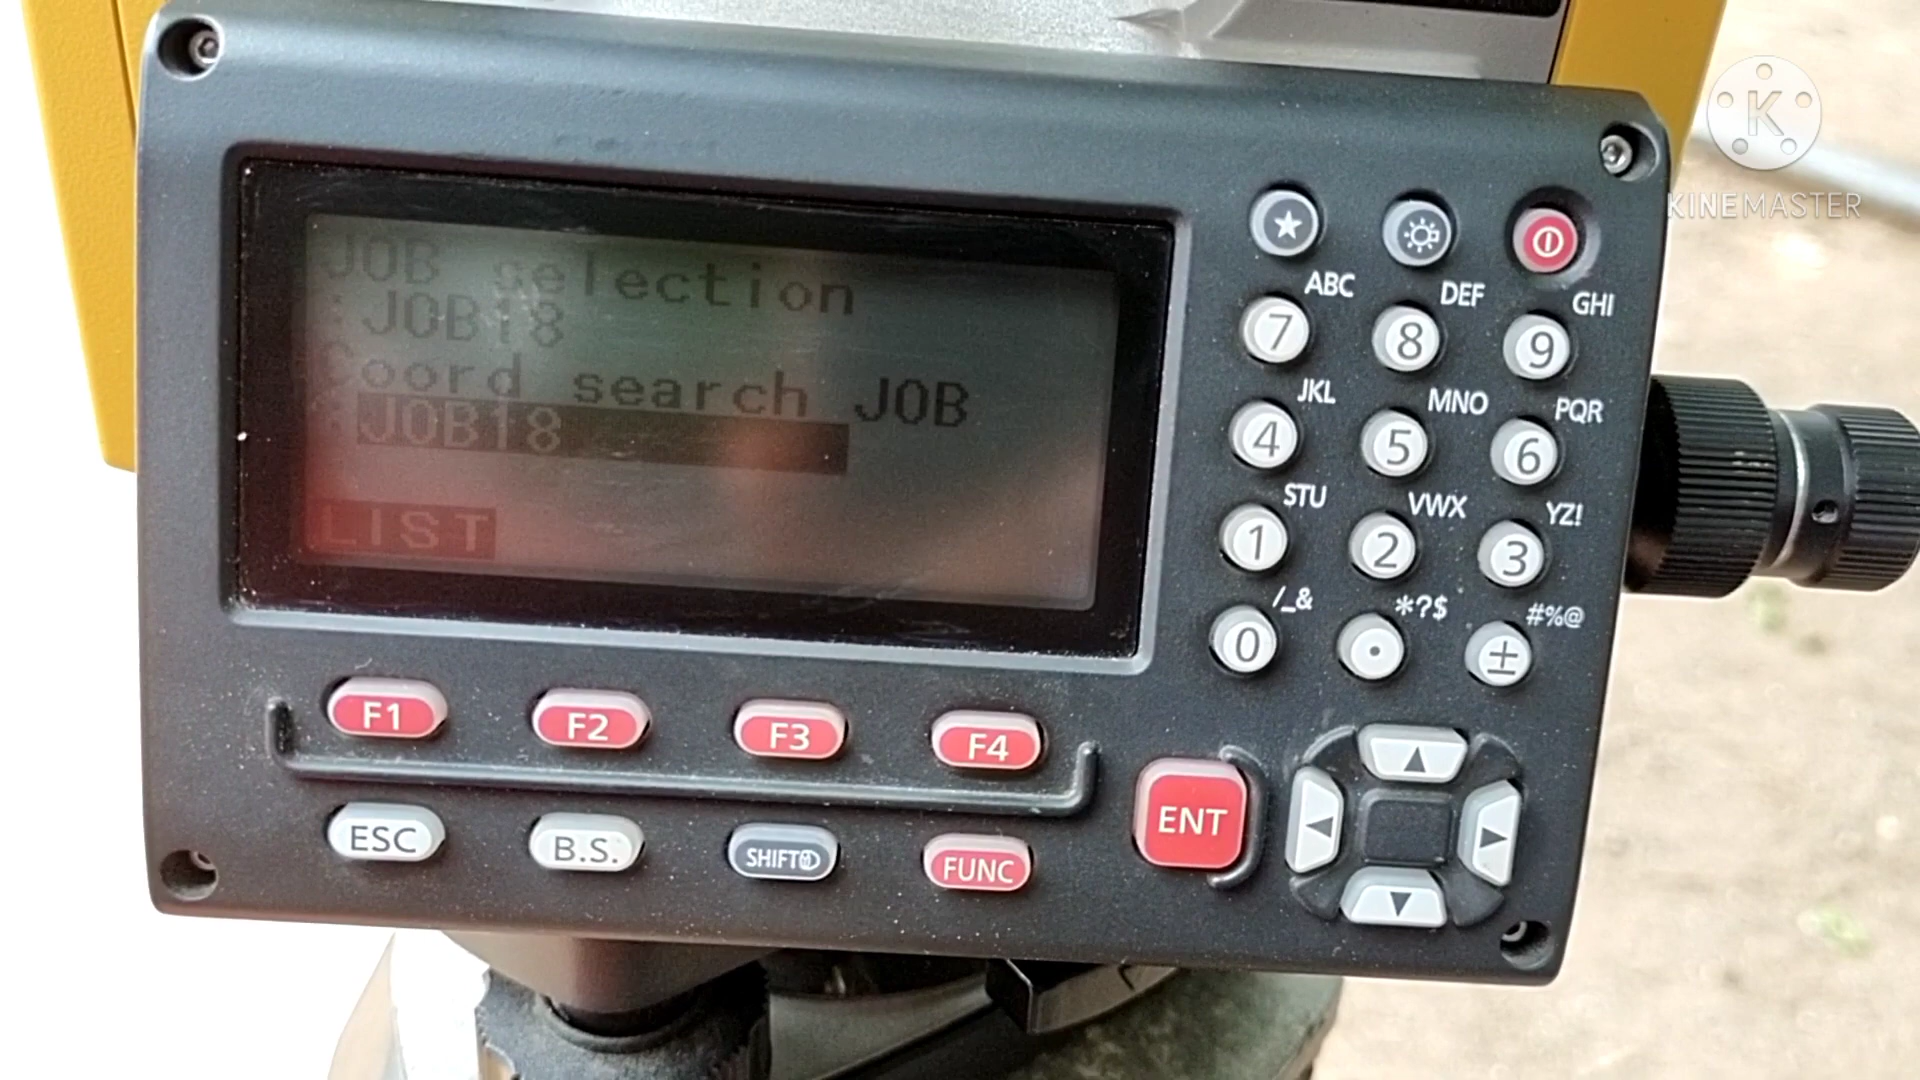 JOB selection
:JOB18
Coord search JOB
:JOB18
LIST
K
KINEMASTER
ABC DEF GHI
7 8 9
JKL MNO PQR
4 5 6
STU VWX YZ!
1 2 3
/_& *?$ #%@
0 . ±
F1 F2 F3 F4
ESC B.S. SHIFT FUNC
ENT